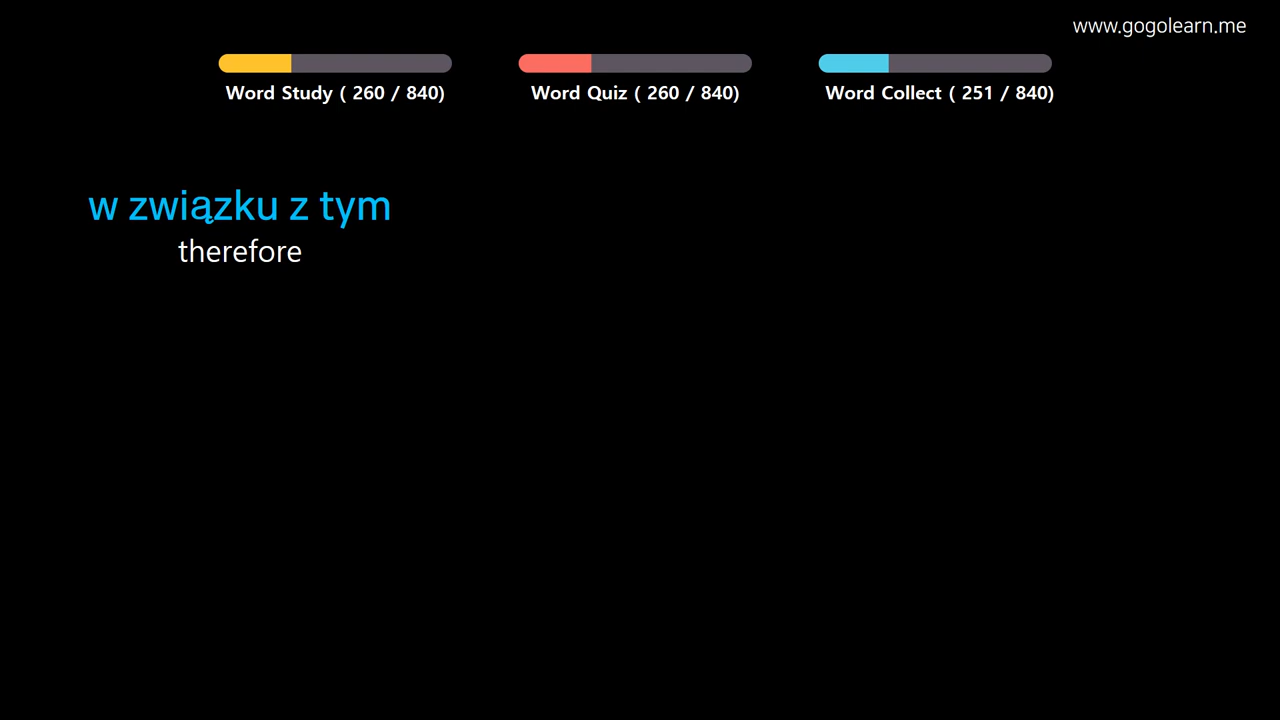 www.gogolearn.me
Word Study ( 260 / 840)
Word Quiz ( 260 / 840)
Word Collect ( 251 / 840)
w związku z tym
therefore